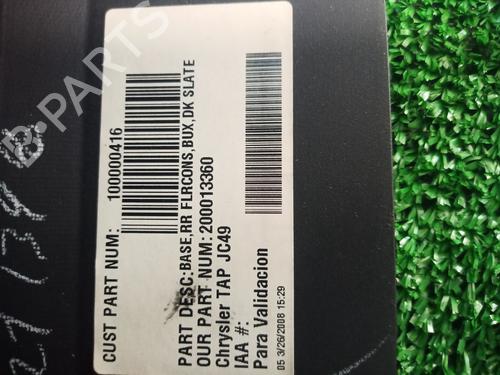 CUST PART NUM: 100000416
PART DESC:BASE,RR FLRCONS,BUX,DK SLATE
OUR PART NUM:200013360
Chrysler TAP JC49
IAA #:
Para Validacion
05 3/26/2008 15:29
B-PARTS